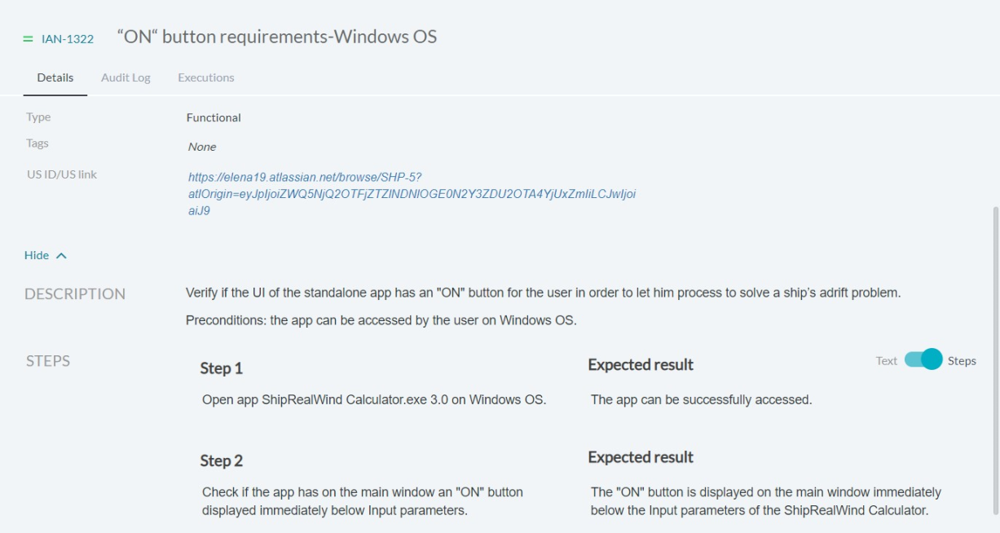 IAN-1322 “ON“ button requirements-Windows OS
Details Audit Log Executions
Type Functional
Tags None
US ID/US link https://elena19.atlassian.net/browse/SHP-5?
atlOrigin=eyJpIjoiZWQ5NjQ2OTFjZTZlNDNlOGE0N2Y3ZDU2OTA4YjUxZmIiLCJwIjoi
aiJ9
Hide
DESCRIPTION Verify if the UI of the standalone app has an "ON" button for the user in order to let him process to solve a ship's adrift problem.
Preconditions: the app can be accessed by the user on Windows OS.
STEPS Step 1 Expected result Text Steps
Open app ShipRealWind Calculator.exe 3.0 on Windows OS. The app can be successfully accessed.
Step 2 Expected result
Check if the app has on the main window an "ON" button The "ON" button is displayed on the main window immediately
displayed immediately below Input parameters. below the Input parameters of the ShipRealWind Calculator.